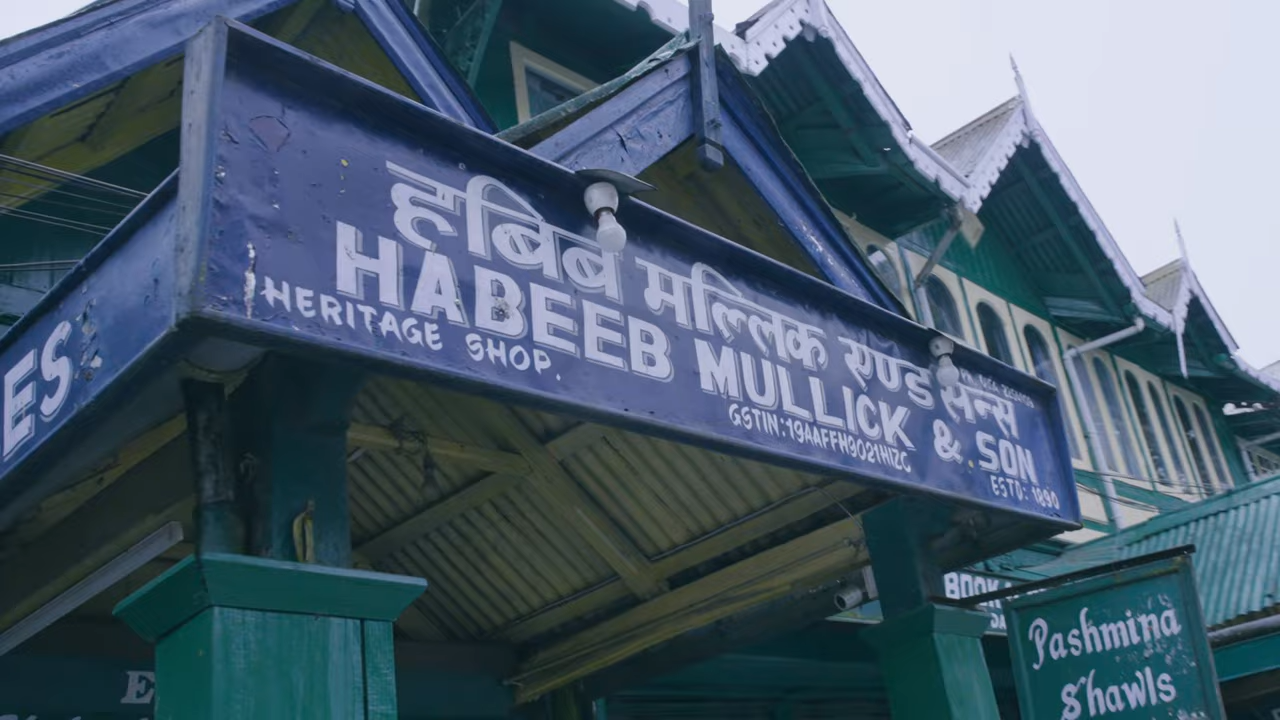 हबिब मल्लिक एण्ड सन्स
HABEEB MULLICK & SON
HERITAGE SHOP.
GSTIN:19AAFFH9021H1ZC
ESTD: 1890
ES
BOOK
Pashmina
Shawls